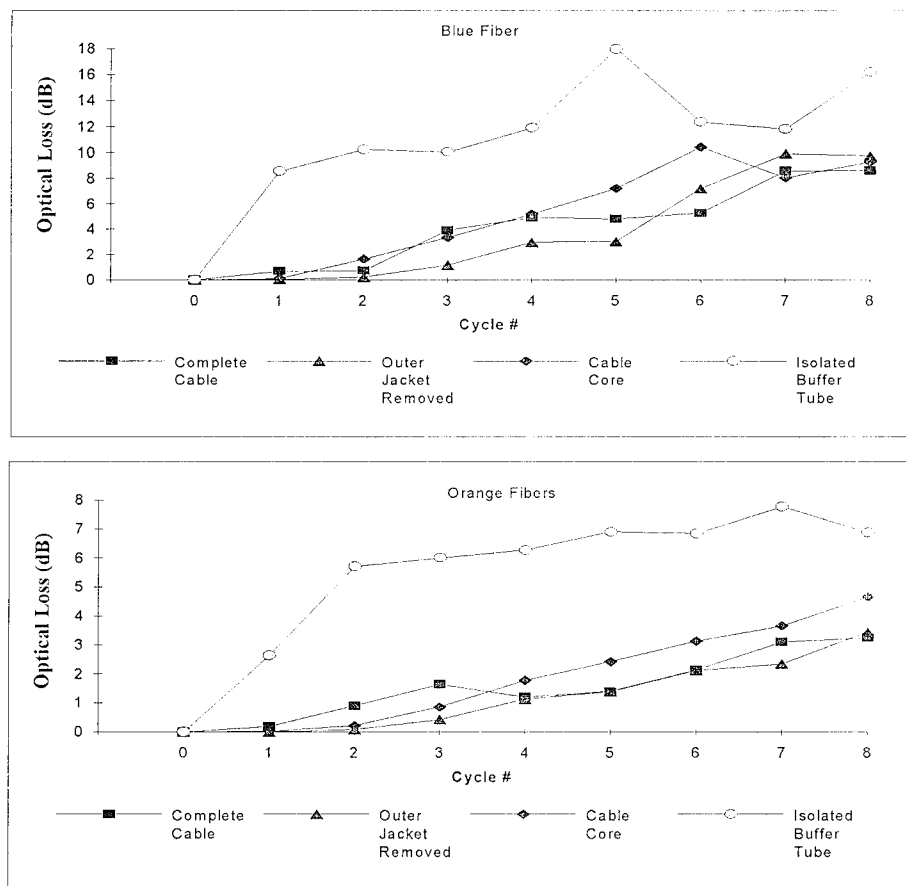 Blue Fiber
Optical Loss (dB)
18
16
14
12
10
8
6
4
2
0
0 1 2 3 4 5 6 7 8
Cycle #
Complete Cable
Outer Jacket Removed
Cable Core
Isolated Buffer Tube
Orange Fibers
Optical Loss (dB)
8
7
6
5
4
3
2
1
0
0 1 2 3 4 5 6 7 8
Cycle #
Complete Cable
Outer Jacket Removed
Cable Core
Isolated Buffer Tube